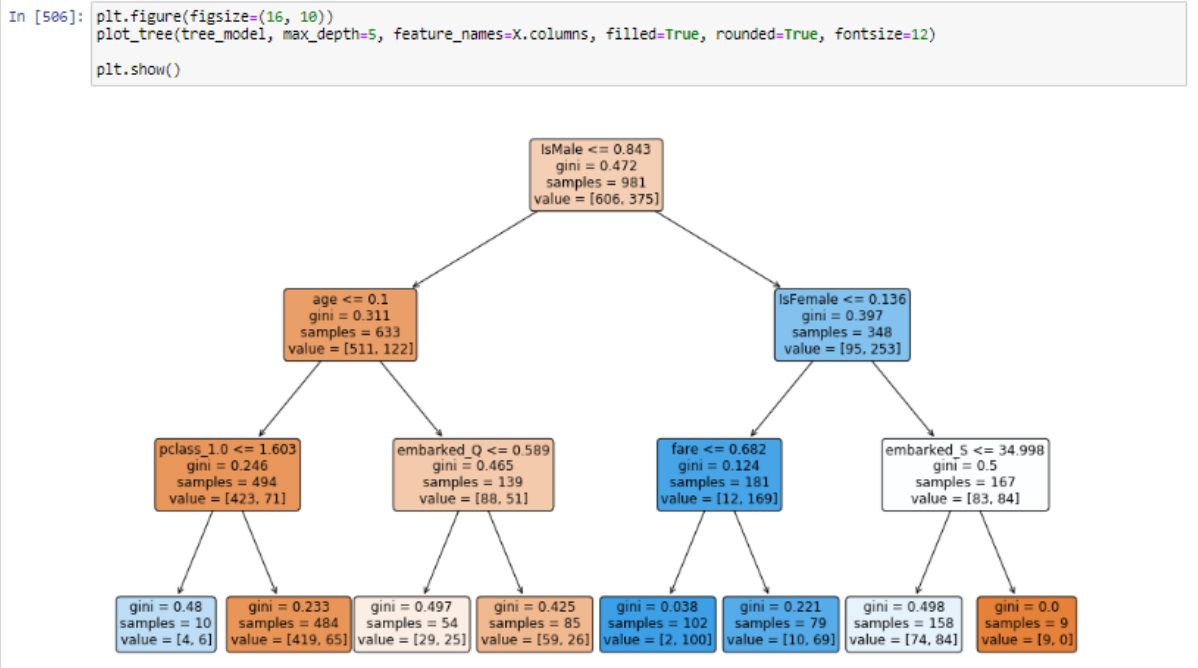 In [506]:
plt.figure(figsize=(16, 10))
plot_tree(tree_model, max_depth=5, feature_names=X.columns, filled=True, rounded=True, fontsize=12)
plt.show()
IsMale <= 0.843
gini = 0.472
samples = 981
value = [606, 375]
age <= 0.1
gini = 0.311
samples = 633
value = [511, 122]
IsFemale <= 0.136
gini = 0.397
samples = 348
value = [95, 253]
pclass_1.0 <= 1.603
gini = 0.246
samples = 494
value = [423, 71]
embarked_Q <= 0.589
gini = 0.465
samples = 139
value = [88, 51]
fare <= 0.682
gini = 0.124
samples = 181
value = [12, 169]
embarked_S <= 34.998
gini = 0.5
samples = 167
value = [83, 84]
gini = 0.48
samples = 10
value = [4, 6]
gini = 0.233
samples = 484
value = [419, 65]
gini = 0.497
samples = 54
value = [29, 25]
gini = 0.425
samples = 85
value = [59, 26]
gini = 0.038
samples = 102
value = [2, 100]
gini = 0.221
samples = 79
value = [10, 69]
gini = 0.498
samples = 158
value = [74, 84]
gini = 0.0
samples = 9
value = [9, 0]